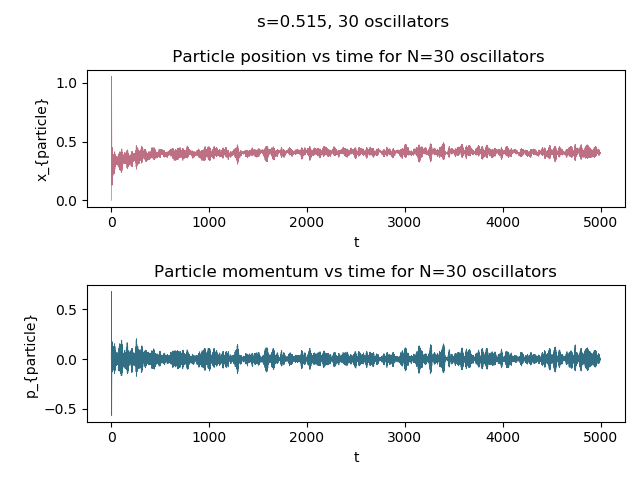 s=0.515, 30 oscillators
Particle position vs time for N=30 oscillators
1.0
0.5
0.0
x_{particle}
0 1000 2000 3000 4000 5000
t
Particle momentum vs time for N=30 oscillators
0.5
0.0
−0.5
p_{particle}
0 1000 2000 3000 4000 5000
t